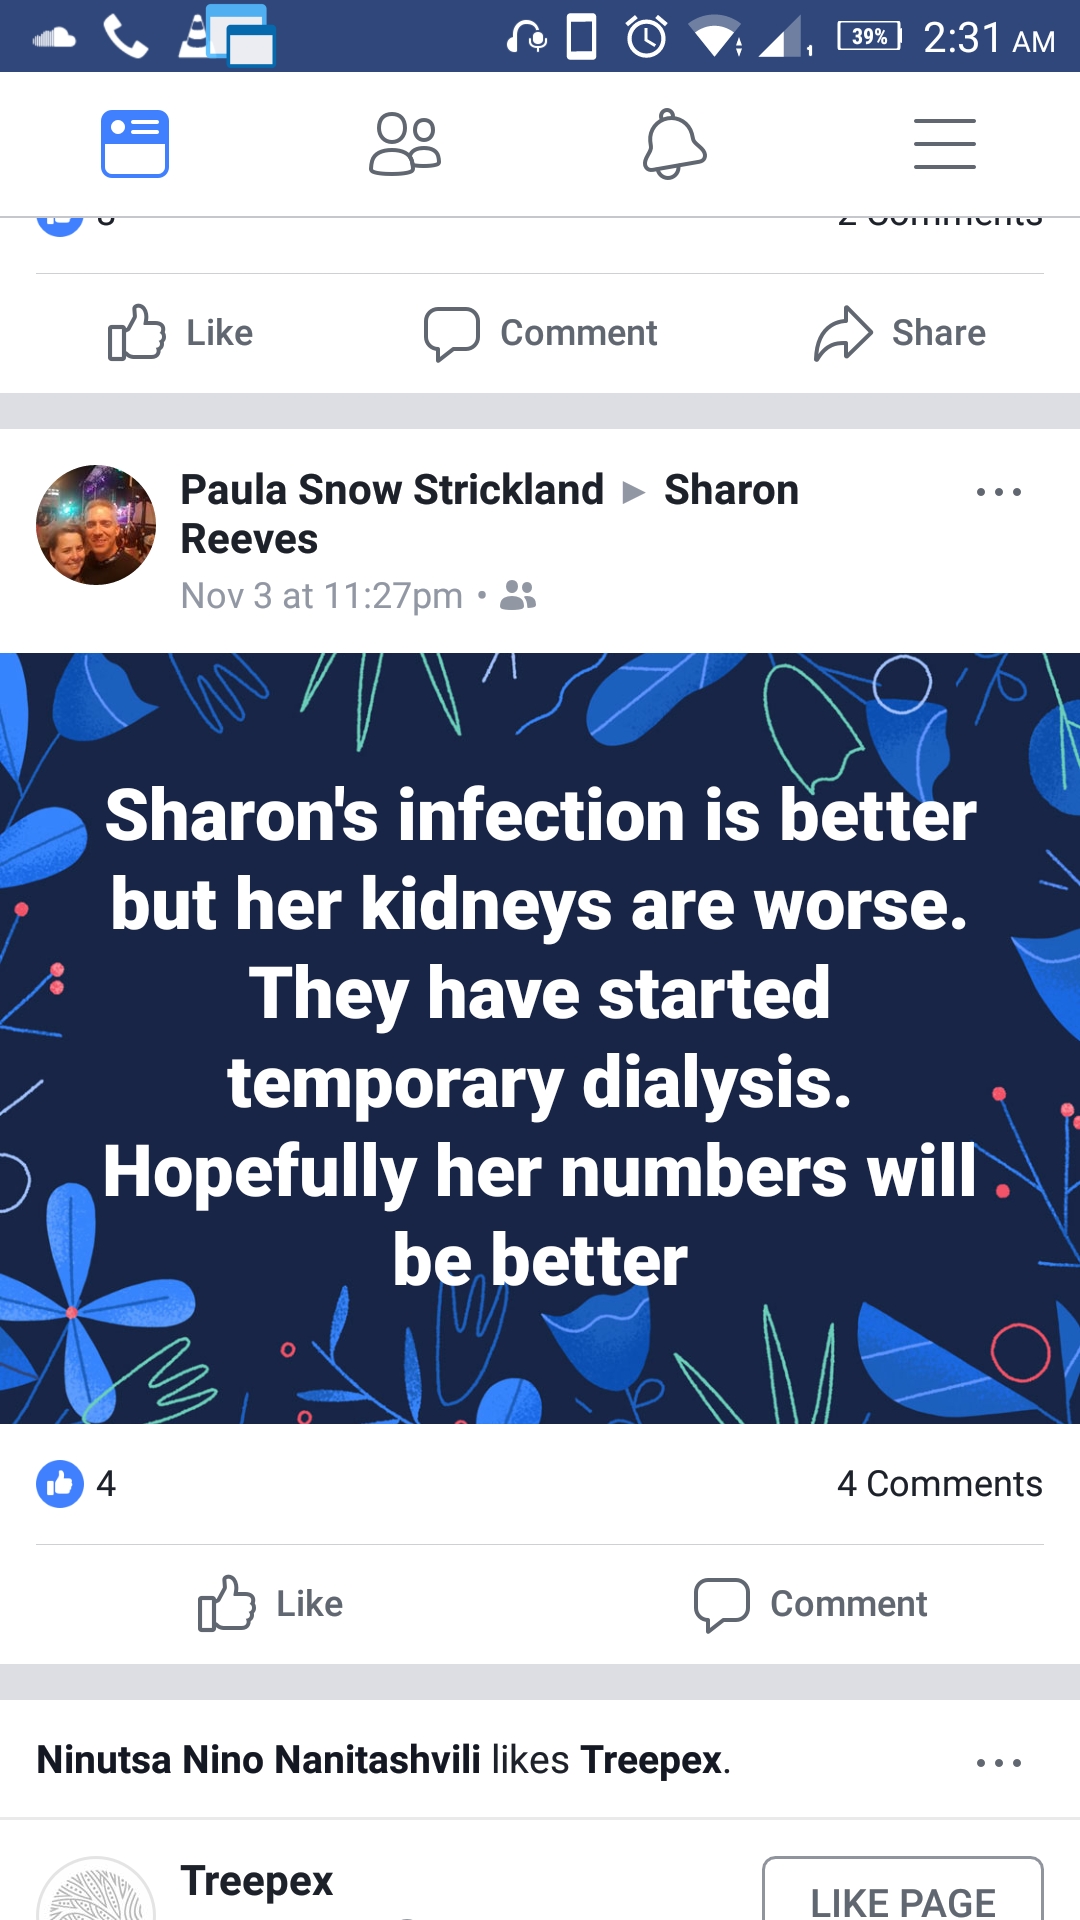 39% 2:31 AM
2 Comments
Like Comment Share
Paula Snow Strickland ▶ Sharon
Reeves
Nov 3 at 11:27pm •
Sharon's infection is better
but her kidneys are worse.
They have started
temporary dialysis.
Hopefully her numbers will
be better
4 4 Comments
Like Comment
Ninutsa Nino Nanitashvili likes Treepex.
Treepex
LIKE PAGE